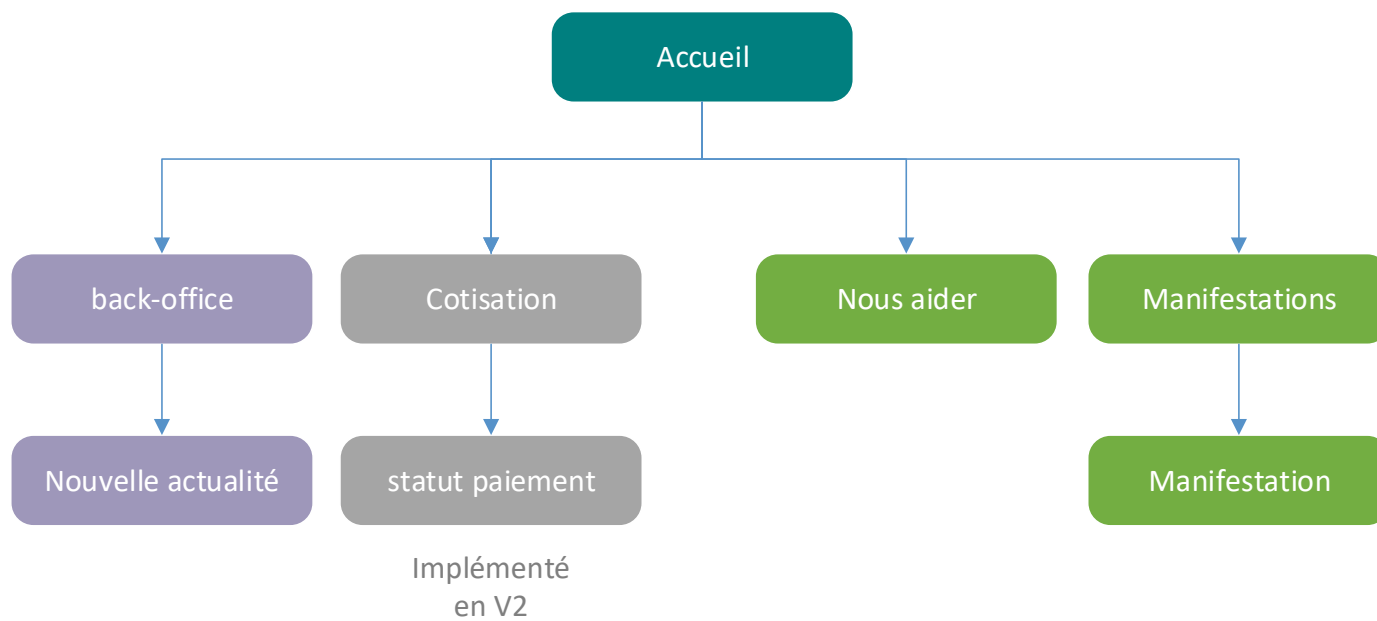 Accueil
back-office
Cotisation
Nous aider
Manifestations
Nouvelle actualité
statut paiement
Manifestation
Implémenté
en V2